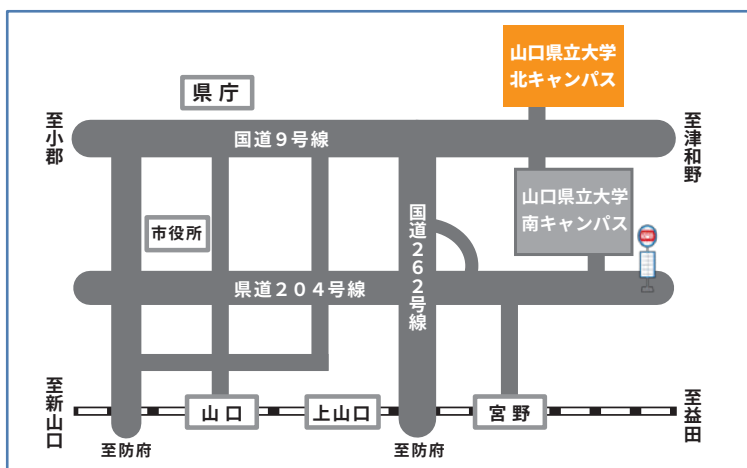 山口県立大学
北キャンパス
県庁
至小郡
国道９号線
至津和野
山口県立大学
南キャンパス
市役所
国道２６２号線
県道２０４号線
至新山口
山口
上山口
宮野
至益田
至防府
至防府